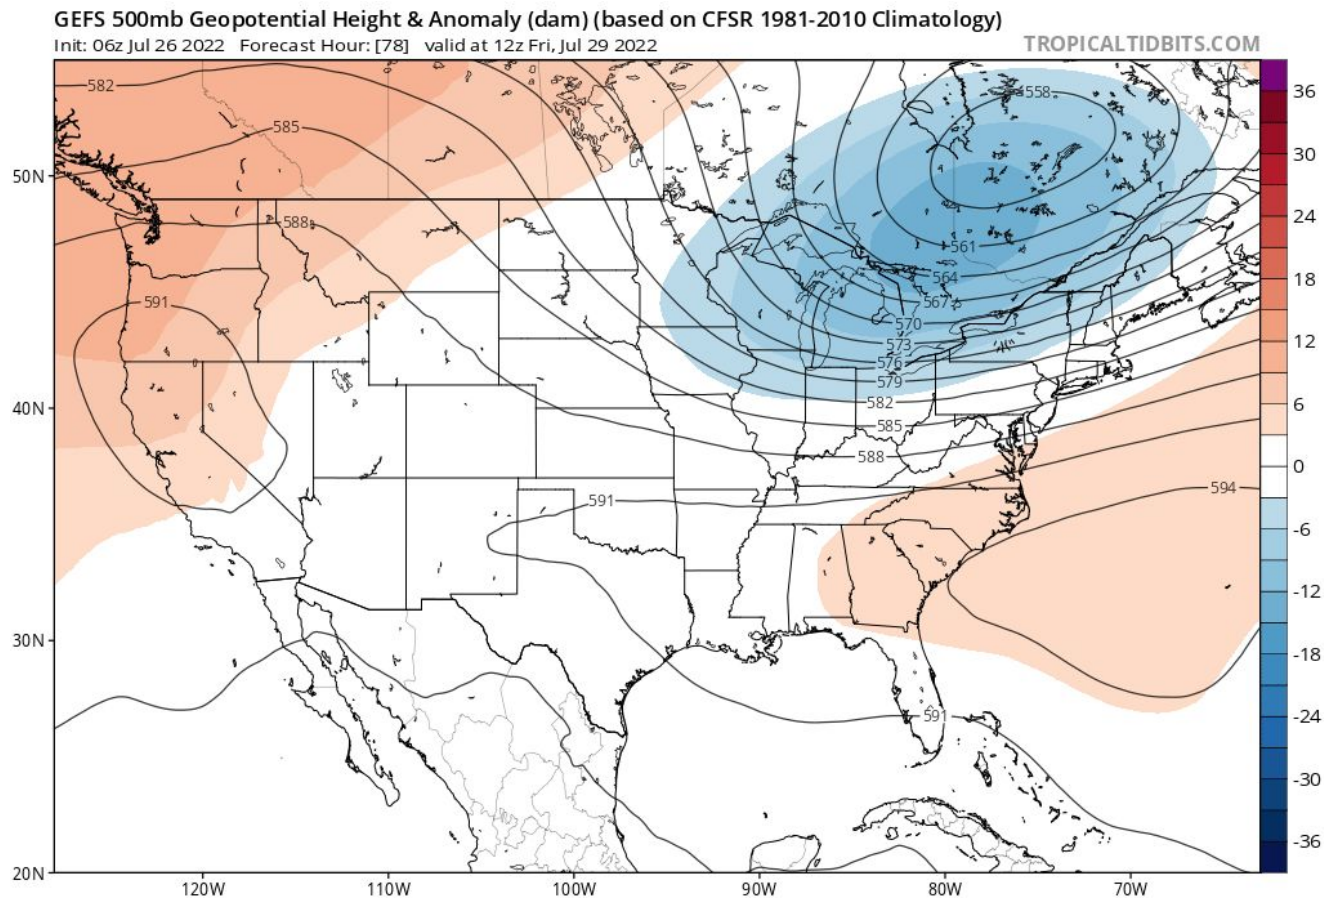 GEFS 500mb Geopotential Height & Anomaly (dam) (based on CFSR 1981-2010 Climatology)
Init: 06z Jul 26 2022 Forecast Hour: [78] valid at 12z Fri, Jul 29 2022
TROPICALTIDBITS.COM
582
558
36
585
30
50N
588
24
561
564
18
591
567
570
12
573
576
579
40N
582
6
585
588
0
591
594
-6
-12
30N
-18
591
-24
-30
-36
20N
120W
110W
100W
90W
80W
70W